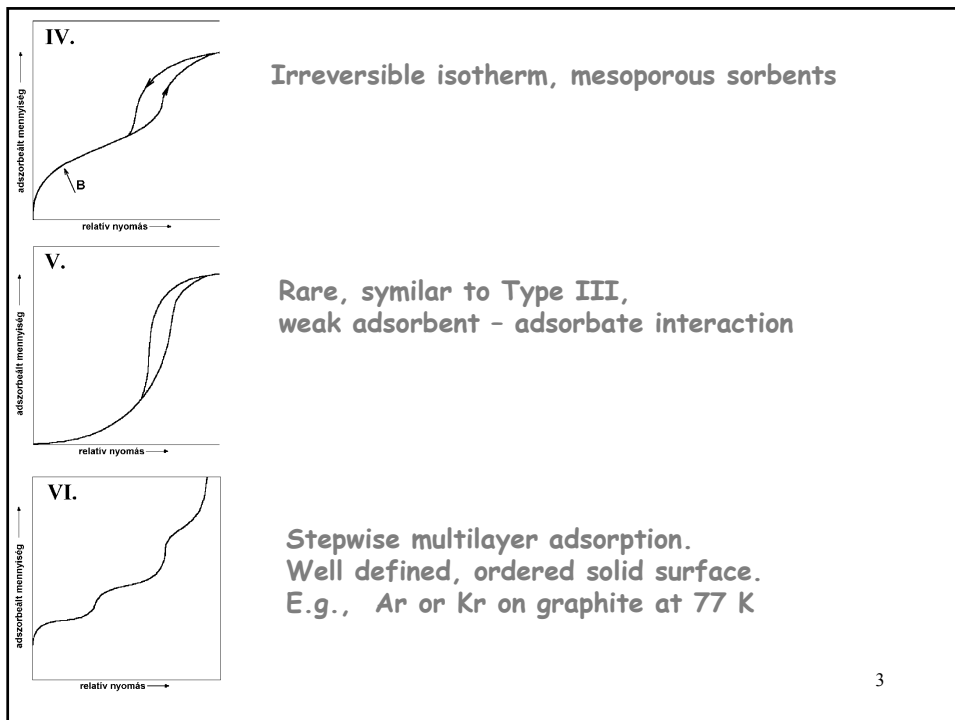 IV.
adszorbeált mennyiség
B
relatív nyomás
Irreversible isotherm, mesoporous sorbents
V.
adszorbeált mennyiség
relatív nyomás
Rare, symilar to Type III,
weak adsorbent – adsorbate interaction
VI.
adszorbeált mennyiség
relatív nyomás
Stepwise multilayer adsorption.
Well defined, ordered solid surface.
E.g., Ar or Kr on graphite at 77 K
3